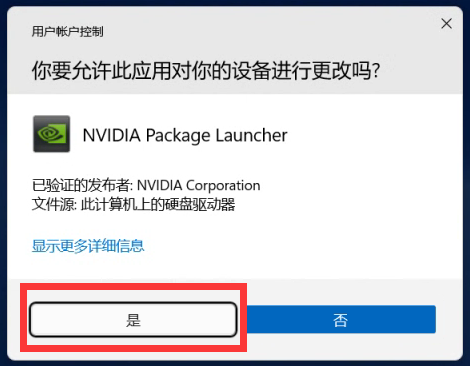 用户帐户控制
你要允许此应用对你的设备进行更改吗?
NVIDIA Package Launcher
已验证的发布者: NVIDIA Corporation
文件源: 此计算机上的硬盘驱动器
显示更多详细信息
是
否